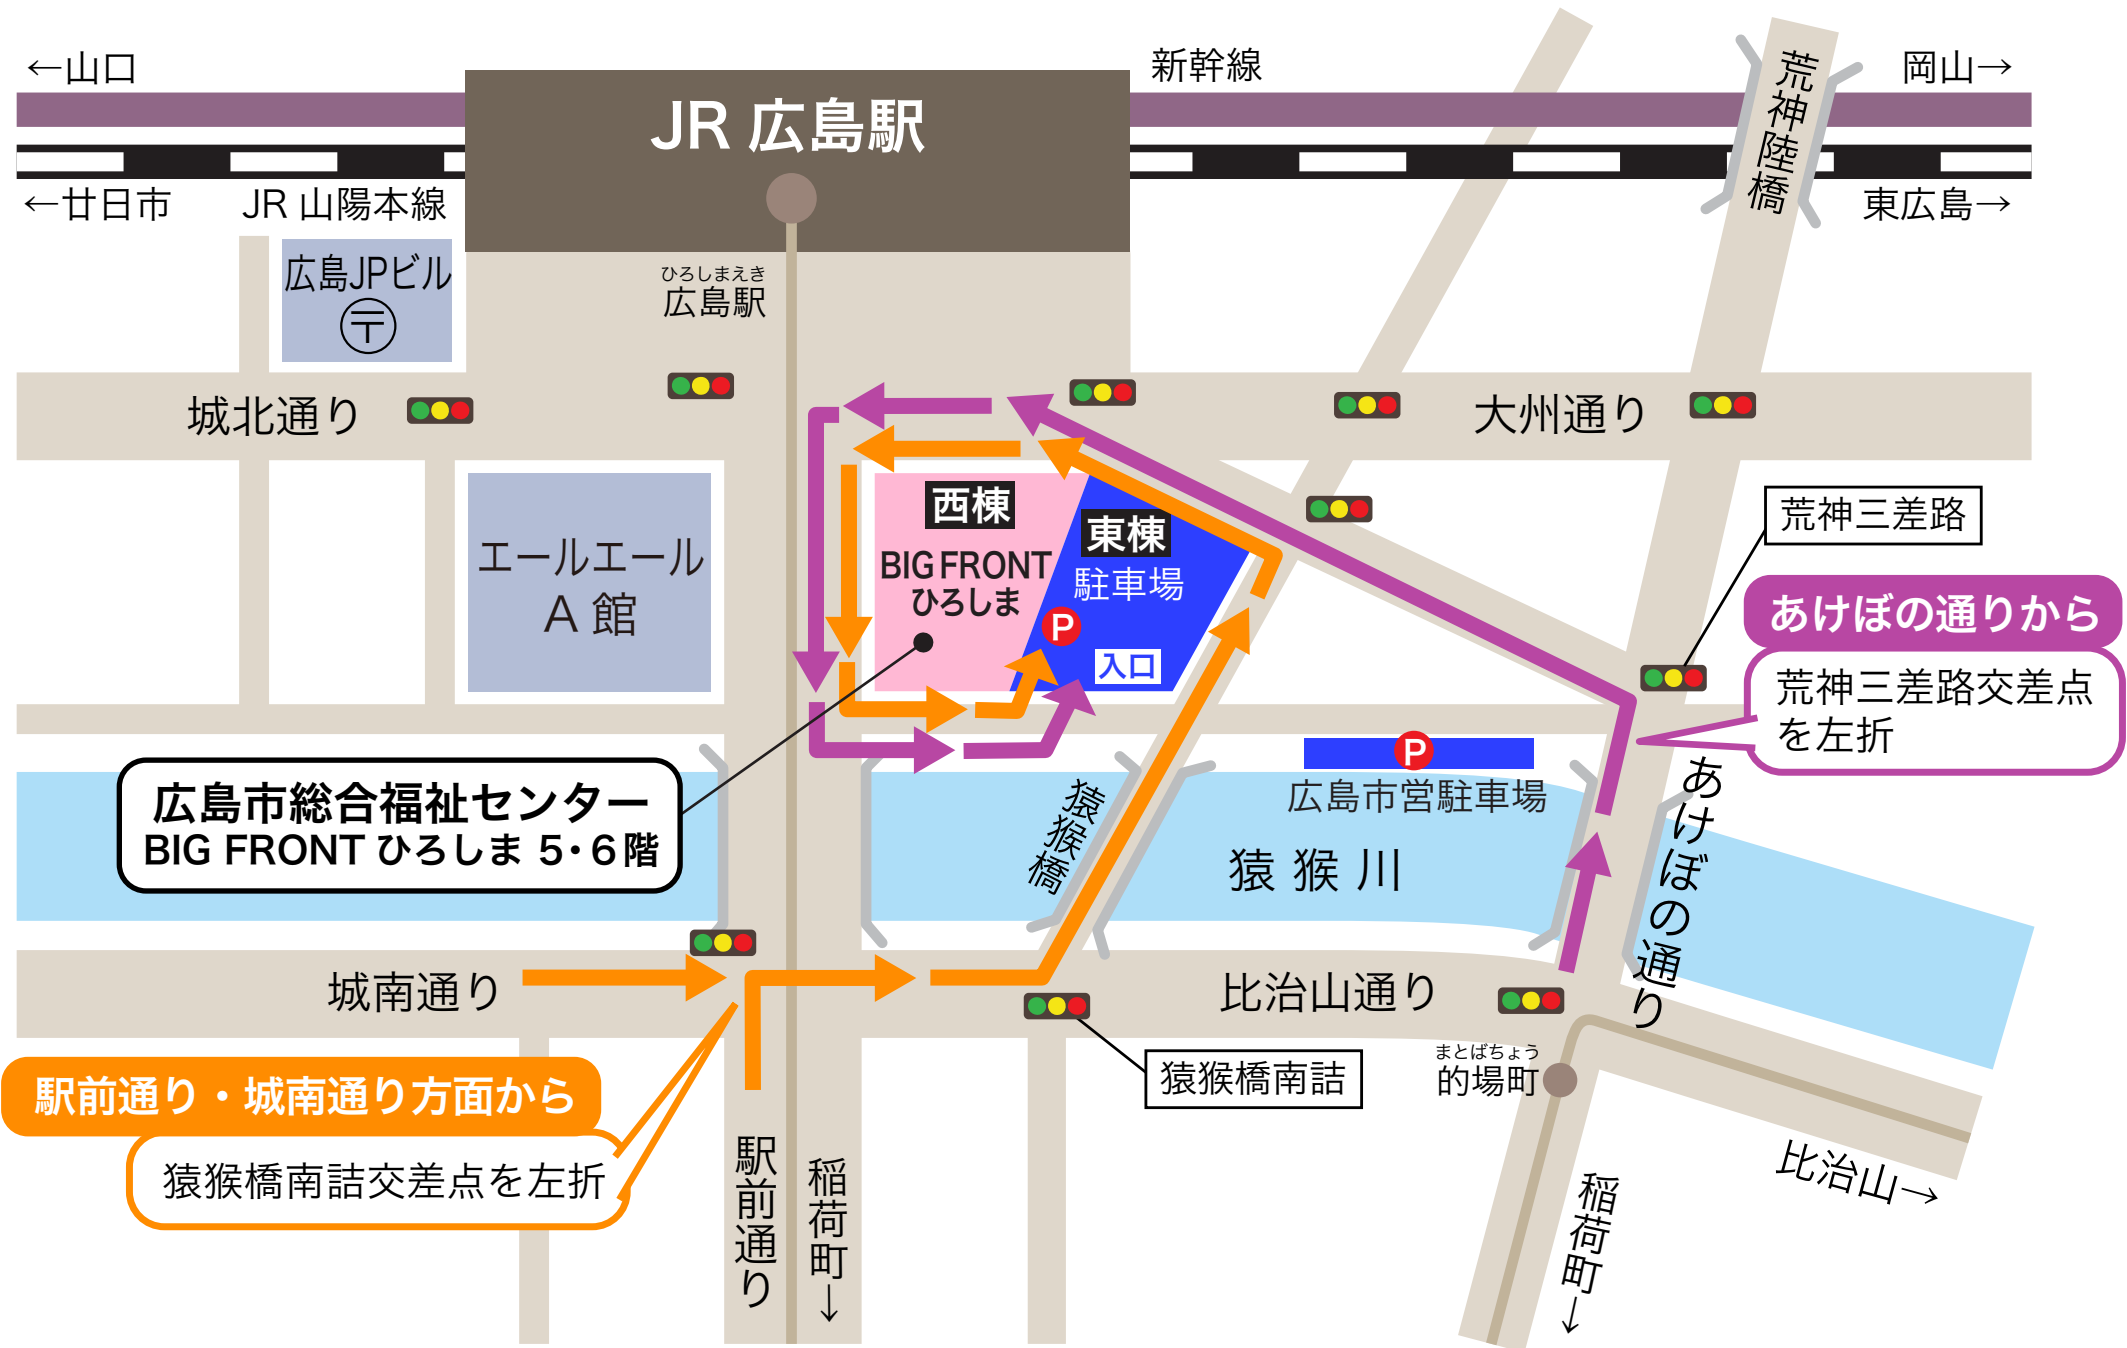 ←山口
新幹線
岡山→
JR 広島駅
荒神陸橋
←廿日市
JR 山陽本線
東広島→
広島JPビル
〒
ひろしまえき
広島駅
城北通り
大州通り
西棟
BIG FRONT
ひろしま
東棟
駐車場
P
入口
エールエール
A 館
荒神三差路
あけぼの通りから
荒神三差路交差点
を左折
P
広島市営駐車場
広島市総合福祉センター
BIG FRONT ひろしま 5・6 階
猿猴橋
猿猴川
あけぼの通り
城南通り
比治山通り
猿猴橋南詰
まとばちょう
的場町
駅前通り・城南通り方面から
猿猴橋南詰交差点を左折
駅前通り
稲荷町→
稲荷町→
比治山→